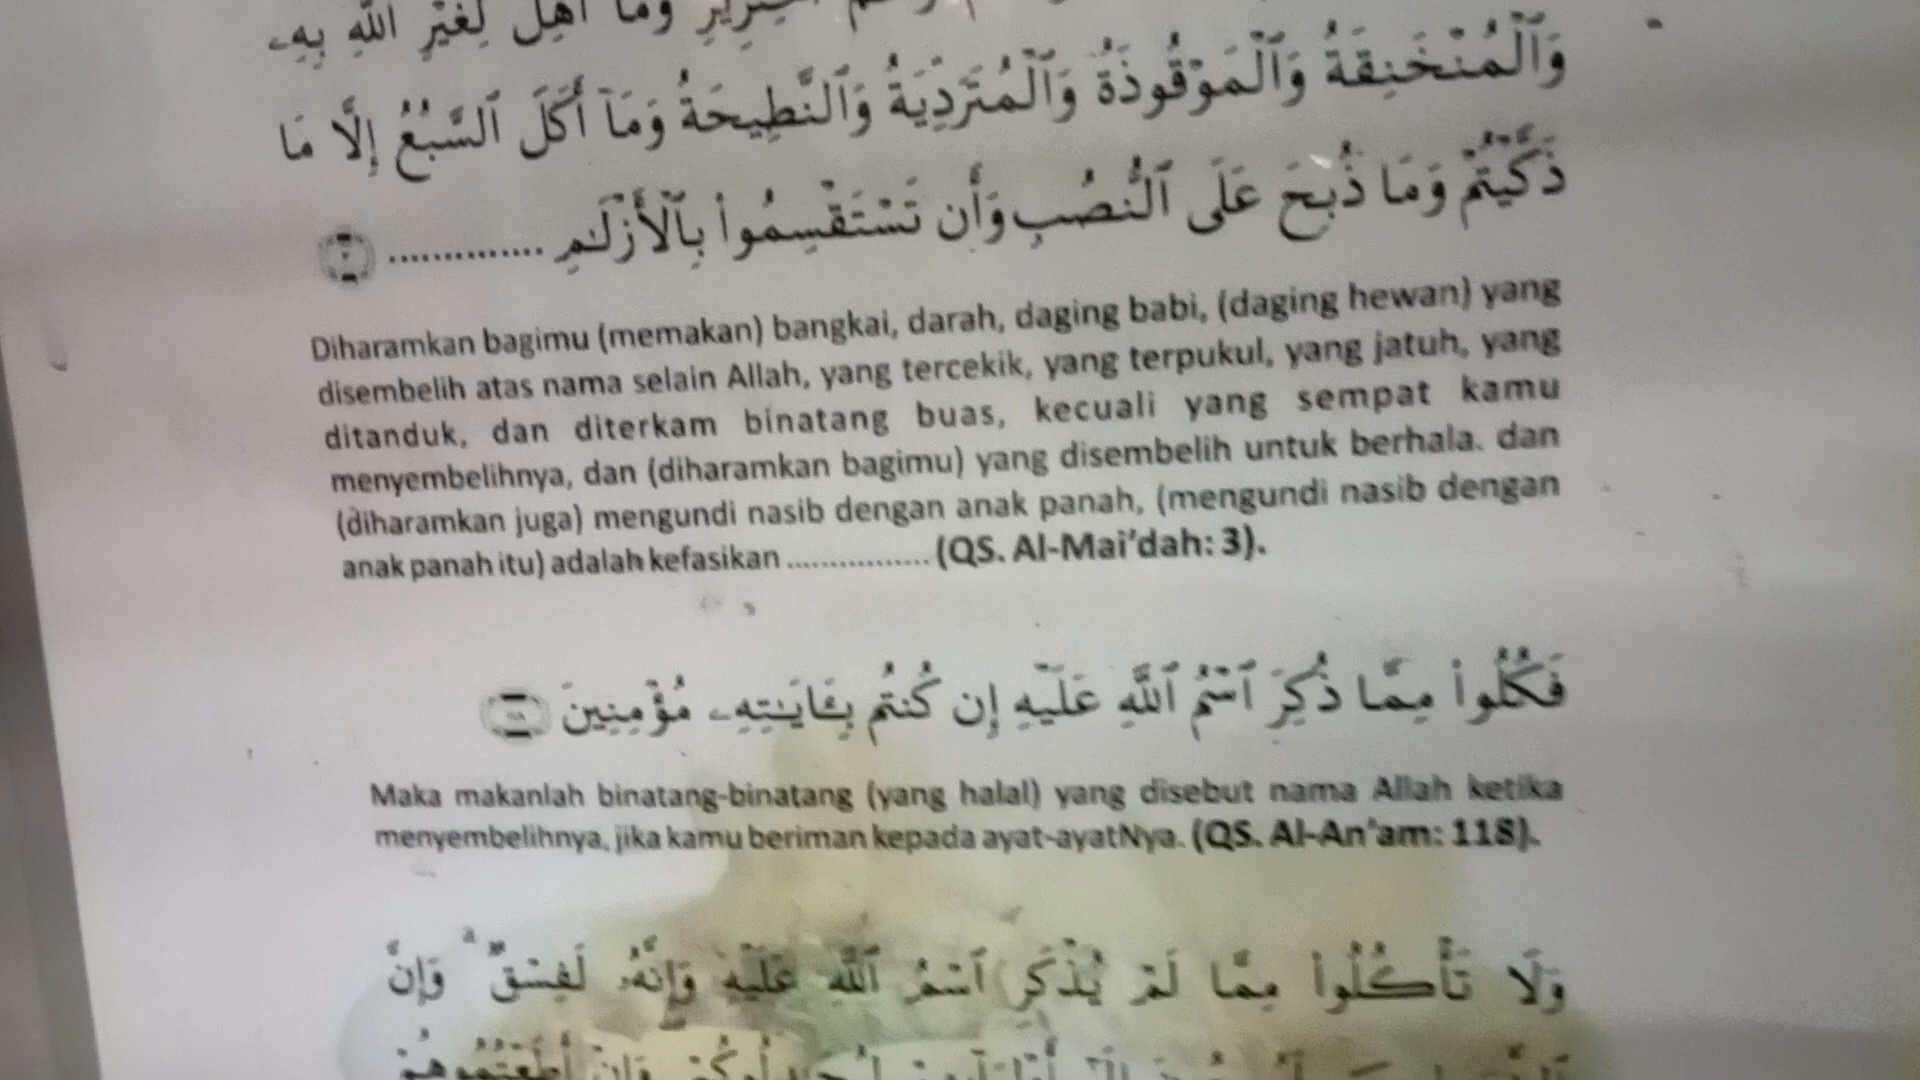 وَمَآ أُهِلَّ لِغَيْرِ ٱللَّهِ بِهِۦ
وَٱلْمُنْخَنِقَةُ وَٱلْمَوْقُوذَةُ وَٱلْمُتَرَدِّيَةُ وَٱلنَّطِيحَةُ وَمَآ أَكَلَ ٱلسَّبُعُ إِلَّا مَا
ذَكَّيْتُمْ وَمَا ذُبِحَ عَلَى ٱلنُّصُبِ وَأَن تَسْتَقْسِمُوا۟ بِٱلْأَزْلَـٰمِ .............. ٣
Diharamkan bagimu (memakan) bangkai, darah, daging babi, (daging hewan) yang
disembelih atas nama selain Allah, yang tercekik, yang terpukul, yang jatuh, yang
ditanduk, dan diterkam binatang buas, kecuali yang sempat kamu
menyembelihnya, dan (diharamkan bagimu) yang disembelih untuk berhala. dan
(diharamkan juga) mengundi nasib dengan anak panah, (mengundi nasib dengan
anak panah itu) adalah kefasikan ................ (QS. Al-Mai'dah: 3).
فَكُلُوا۟ مِمَّا ذُكِرَ ٱسْمُ ٱللَّهِ عَلَيْهِ إِن كُنتُم بِـَٔايَـٰتِهِۦ مُؤْمِنِينَ ١١٨
Maka makanlah binatang-binatang (yang halal) yang disebut nama Allah ketika
menyembelihnya, jika kamu beriman kepada ayat-ayatNya. (QS. Al-An'am: 118).
وَلَا تَأْكُلُوا۟ مِمَّا لَمْ يُذْكَرِ ٱسْمُ ٱللَّهِ عَلَيْهِ وَإِنَّهُۥ لَفِسْقٌ ۗ وَإِنَّ
وَإِنْ أَطَعْتُمُوهُمْ